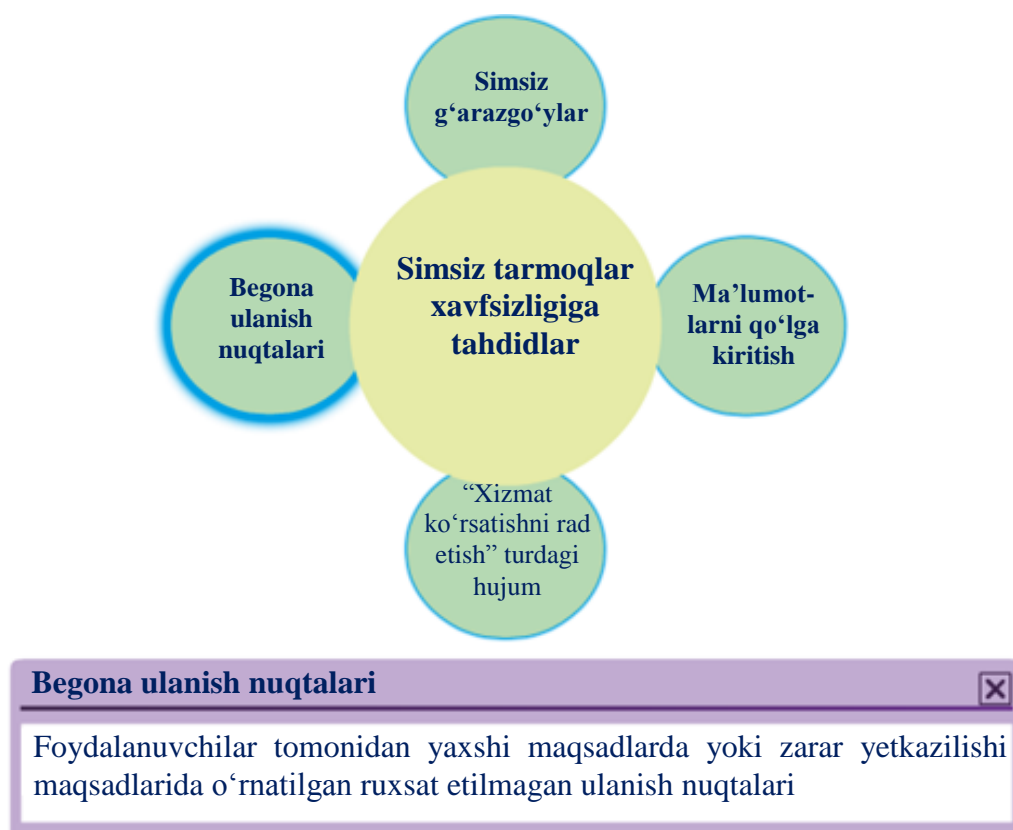 Simsiz
g‘arazgo‘ylar
Begona
ulanish
nuqtalari
Simsiz tarmoqlar
xavfsizligiga
tahdidlar
Ma’lumot-
larni qo‘lga
kiritish
“Xizmat
ko‘rsatishni rad
etish” turdagi
hujum
Begona ulanish nuqtalari
Foydalanuvchilar tomonidan yaxshi maqsadlarda yoki zarar yetkazilishi
maqsadlarida o‘rnatilgan ruxsat etilmagan ulanish nuqtalari